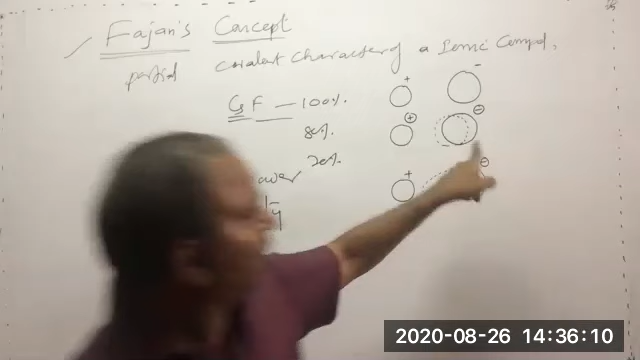 Fajan's Concept
partial covalent character of a Ionic Compd.
CsF — 100%.
80%.
20%.
+ -
+ -
+ -
2020-08-26 14:36:10